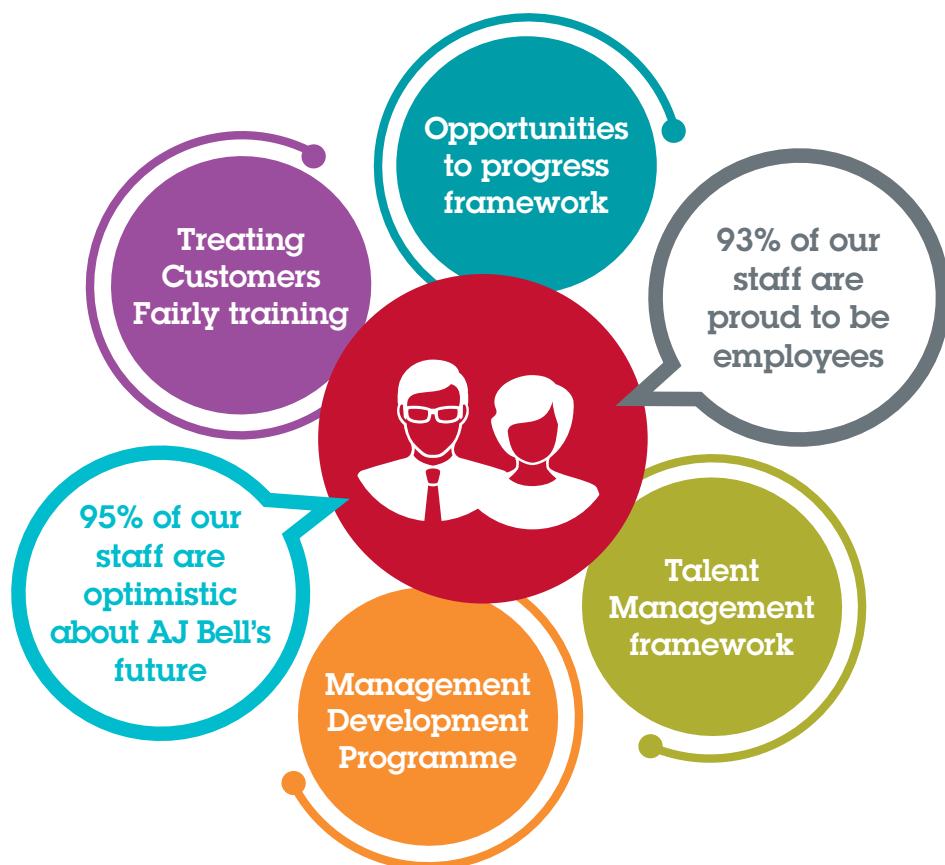 Opportunities
to progress
framework
Treating
Customers
Fairly training
93% of our
staff are
proud to be
employees
95% of our
staff are
optimistic
about AJ Bell’s
future
Talent
Management
framework
Management
Development
Programme